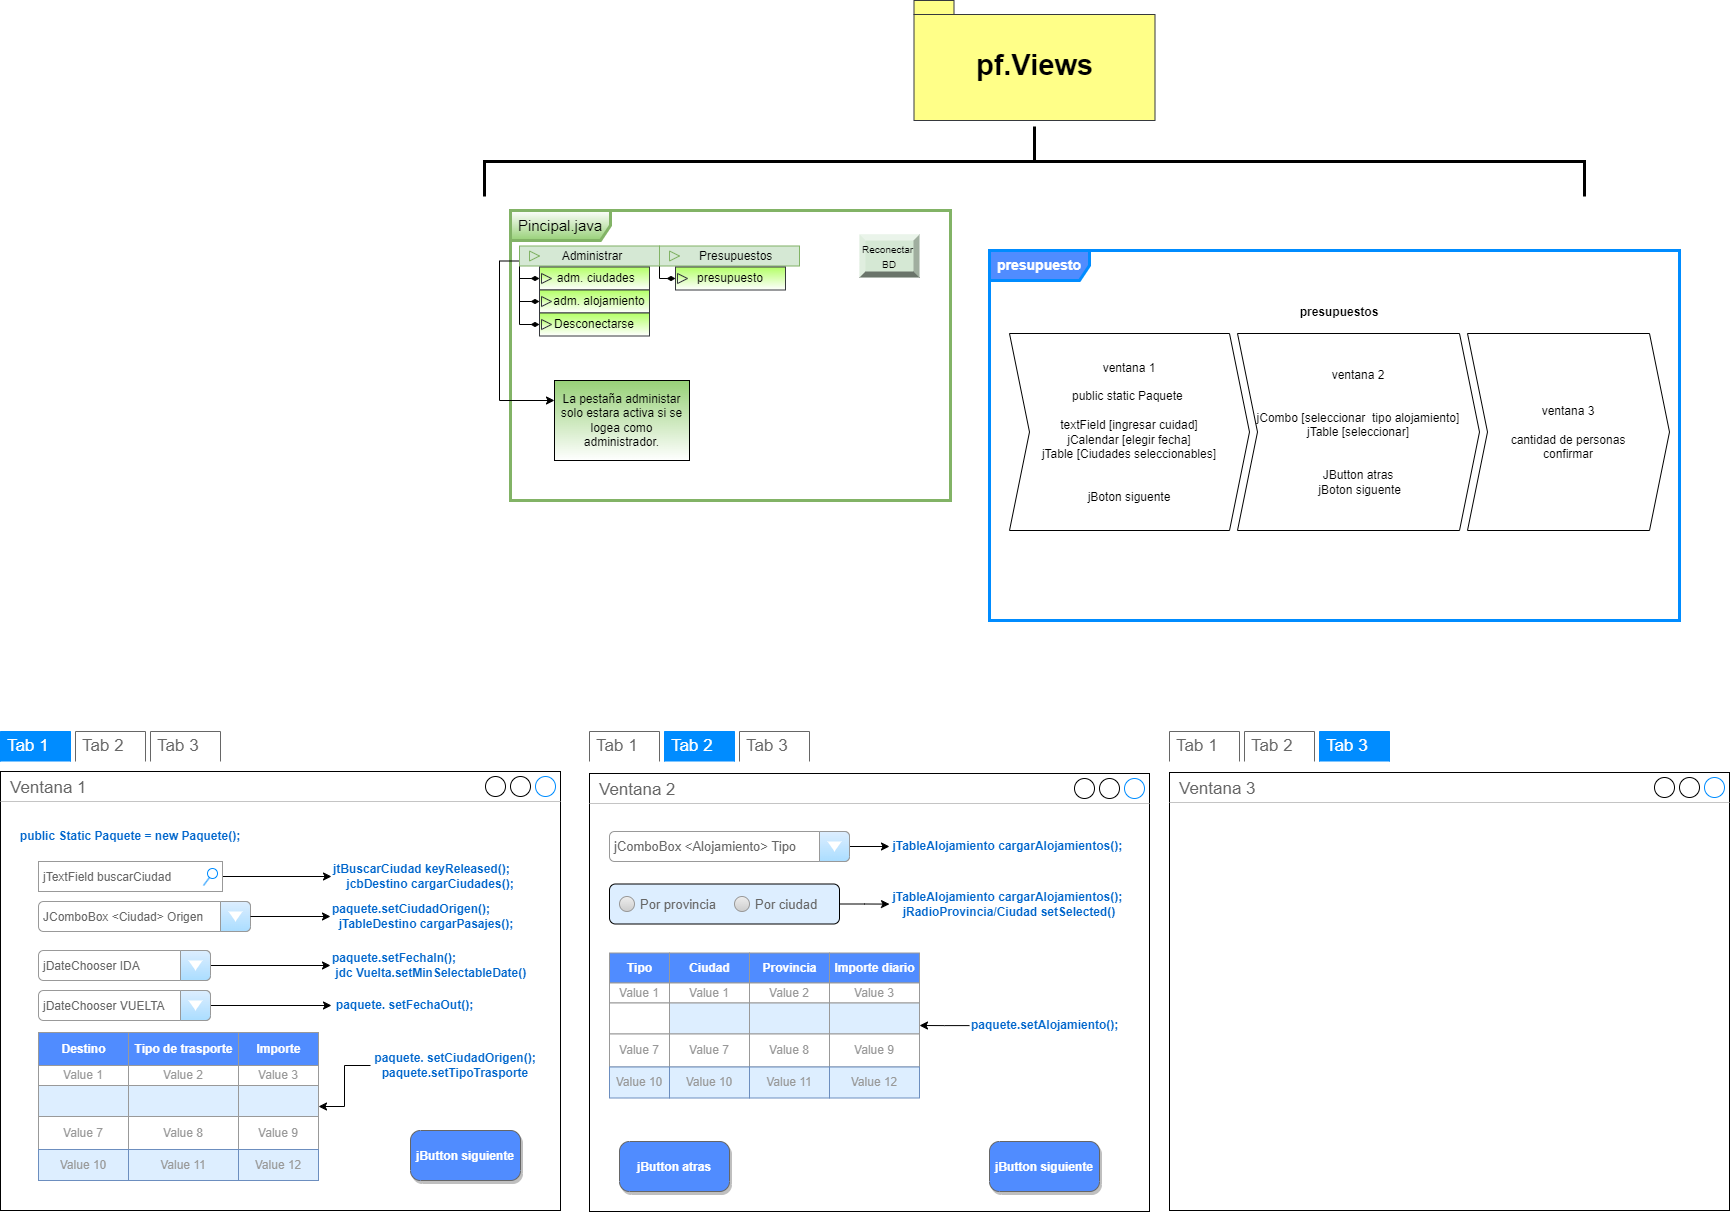 pf.Views
Pincipal.java
Administrar
Presupuestos
adm. ciudades
presupuesto
adm. alojamiento
Desconectarse
Reconectar
BD
La pestaña administar
solo estara activa si se
logea como
administrador.
presupuesto
presupuestos
ventana 1
public static Paquete
textField [ingresar cuidad]
jCalendar [elegir fecha]
jTable [Ciudades seleccionables]
jBoton siguente
ventana 2
jCombo [seleccionar tipo alojamiento]
jTable [seleccionar]
JButton atras
jBoton siguente
ventana 3
cantidad de personas
confirmar
Tab 1
Tab 2
Tab 3
Ventana 1
public Static Paquete = new Paquete();
jTextField buscarCiudad
jtBuscarCiudad keyReleased();
jcbDestino cargarCiudades();
JComboBox <Ciudad> Origen
paquete.setCiudadOrigen();
jTableDestino cargarPasajes();
jDateChooser IDA
paquete.setFechaIn();
jdc Vuelta.setMinSelectableDate()
jDateChooser VUELTA
paquete. setFechaOut();
Destino Tipo de trasporte Importe
Value 1 Value 2 Value 3
Value 7 Value 8 Value 9
Value 10 Value 11 Value 12
paquete. setCiudadOrigen();
paquete.setTipoTrasporte
jButton siguiente
Tab 1
Tab 2
Tab 3
Ventana 2
jComboBox <Alojamiento> Tipo
jTableAlojamiento cargarAlojamientos();
Por provincia
Por ciudad
jTableAlojamiento cargarAlojamientos();
jRadioProvincia/Ciudad setSelected()
Tipo Ciudad Provincia Importe diario
Value 1 Value 1 Value 2 Value 3
Value 7 Value 7 Value 8 Value 9
Value 10 Value 10 Value 11 Value 12
paquete.setAlojamiento();
jButton atras
jButton siguiente
Tab 1
Tab 2
Tab 3
Ventana 3